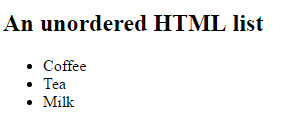 An unordered HTML list
• Coffee
• Tea
• Milk